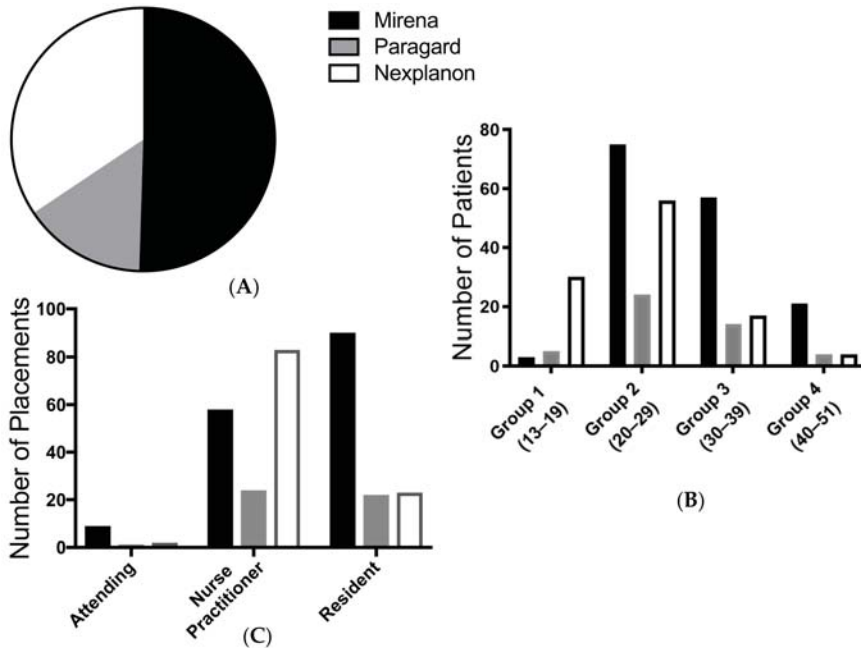 Mirena
Paragard
Nexplanon
(A)
Number of Patients
80
60
40
20
0
Group 1
(13–19)
Group 2
(20–29)
Group 3
(30–39)
Group 4
(40–51)
(B)
Number of Placements
100
80
60
40
20
0
Attending
Nurse
Practitioner
Resident
(C)